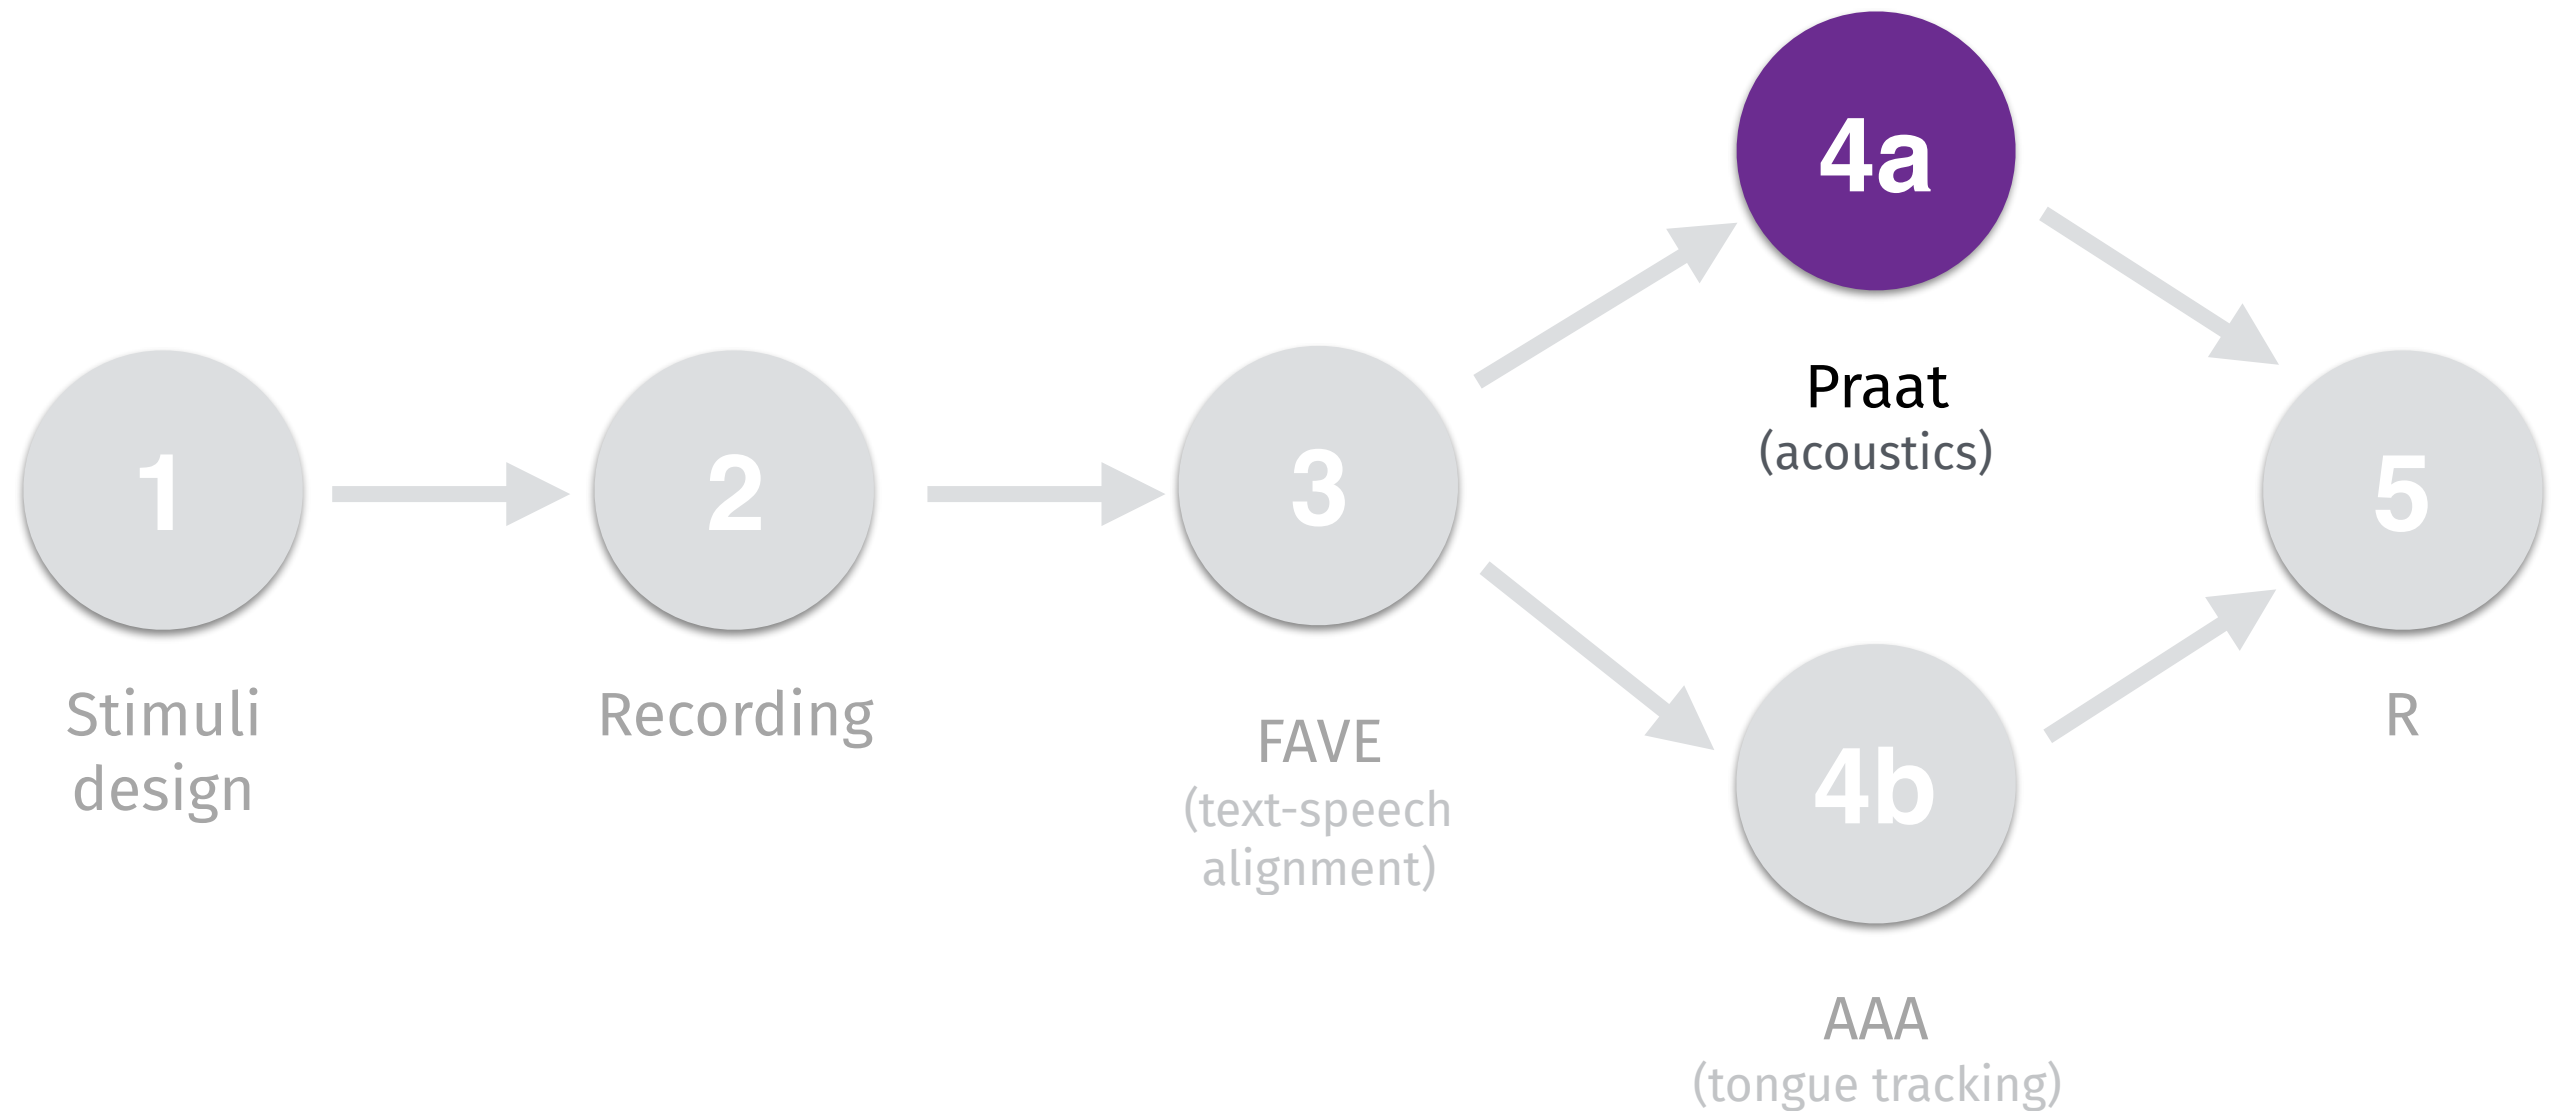 1
Stimuli
design
2
Recording
3
FAVE
(text-speech
alignment)
4a
Praat
(acoustics)
4b
AAA
(tongue tracking)
5
R